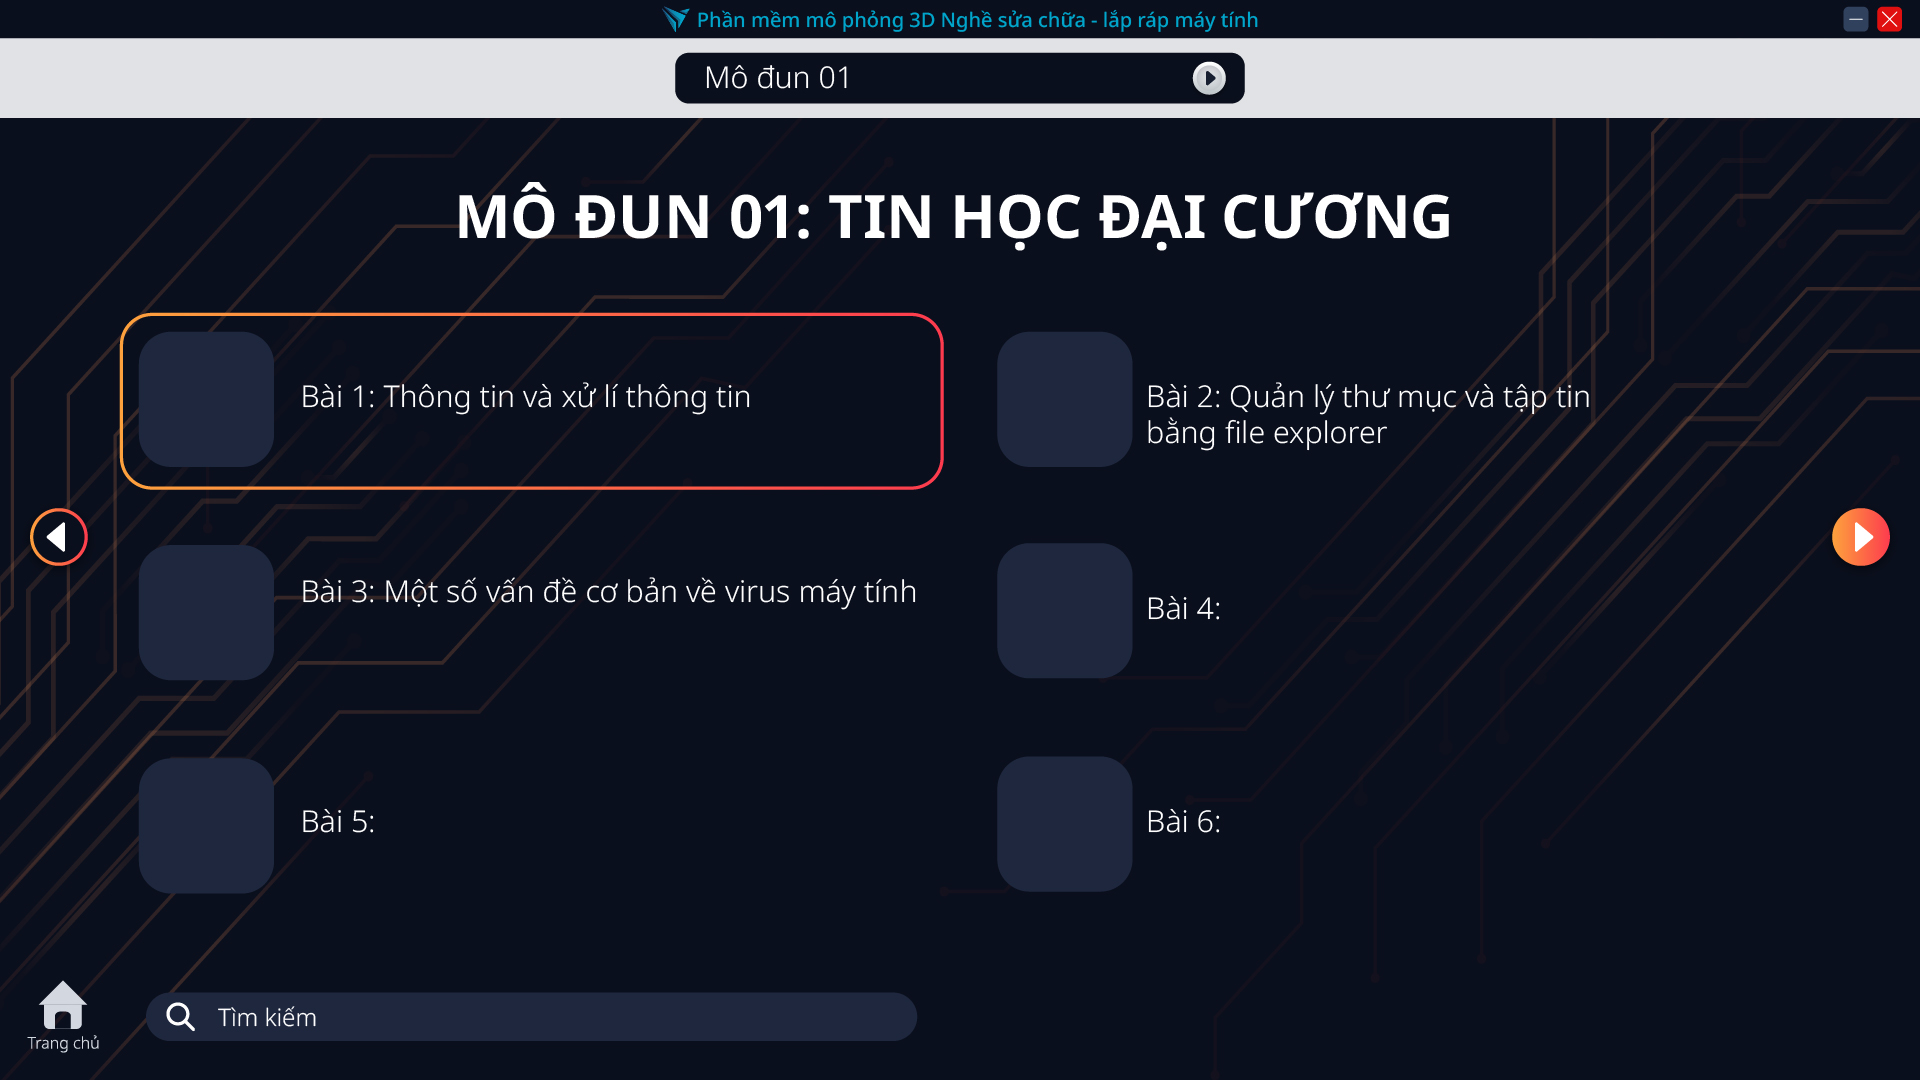 Phần mềm mô phỏng 3D Nghề sửa chữa - lắp ráp máy tính
Mô đun 01
MÔ ĐUN 01: TIN HỌC ĐẠI CƯƠNG
Bài 1: Thông tin và xử lí thông tin
Bài 2: Quản lý thư mục và tập tin
bằng file explorer
Bài 3: Một số vấn đề cơ bản về virus máy tính
Bài 4:
Bài 5:
Bài 6:
Tìm kiếm
Trang chủ